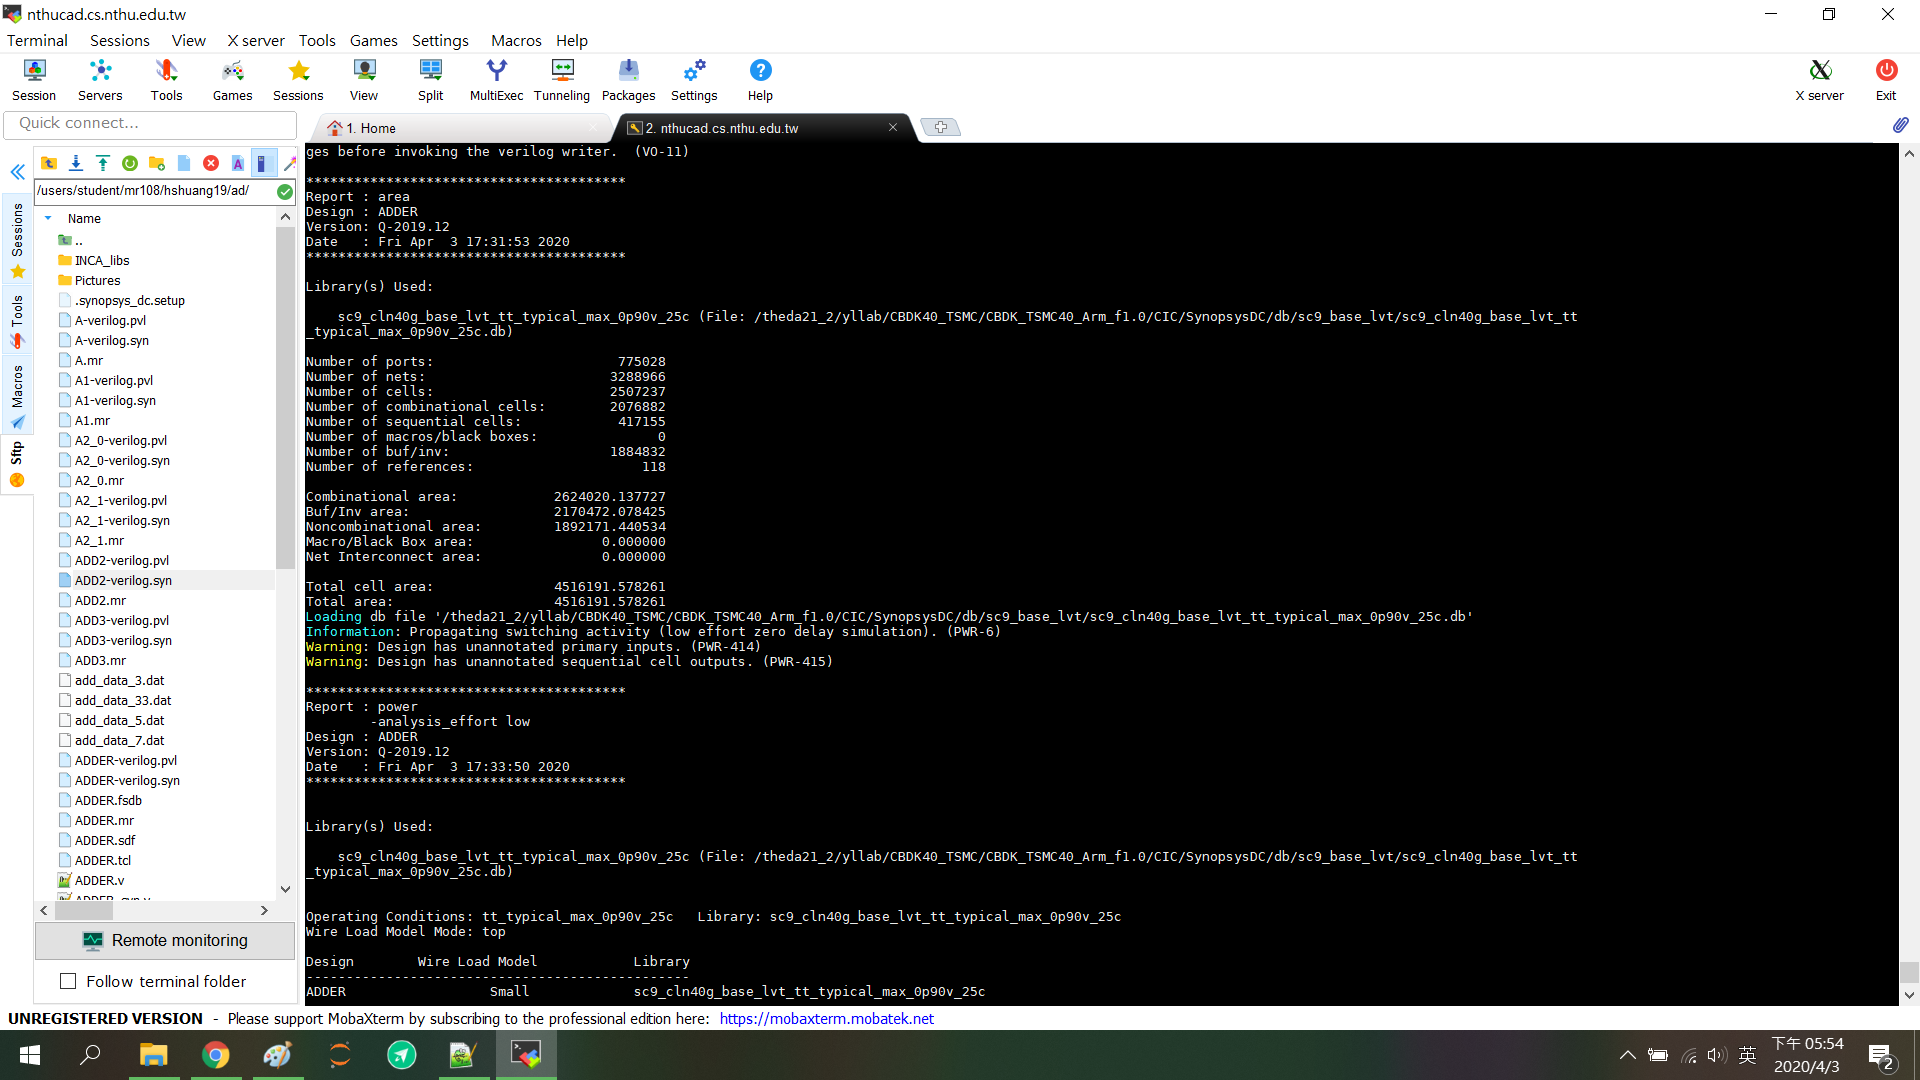 nthucad.cs.nthu.edu.tw
Terminal Sessions View X server Tools Games Settings Macros Help
Session Servers Tools Games Sessions View Split MultiExec Tunneling Packages Settings Help X server Exit
Quick connect...
1. Home
2. nthucad.cs.nthu.edu.tw
/users/student/mr108/hshuang19/ad/
Sessions
Tools
Macros
Sftp
Name
..
INCA_libs
Pictures
.synopsys_dc.setup
A-verilog.pvl
A-verilog.syn
A.mr
A1-verilog.pvl
A1-verilog.syn
A1.mr
A2_0-verilog.pvl
A2_0-verilog.syn
A2_0.mr
A2_1-verilog.pvl
A2_1-verilog.syn
A2_1.mr
ADD2-verilog.pvl
ADD2-verilog.syn
ADD2.mr
ADD3-verilog.pvl
ADD3-verilog.syn
ADD3.mr
add_data_3.dat
add_data_33.dat
add_data_5.dat
add_data_7.dat
ADDER-verilog.pvl
ADDER-verilog.syn
ADDER.fsdb
ADDER.mr
ADDER.sdf
ADDER.tcl
ADDER.v
Remote monitoring
Follow terminal folder
ges before invoking the verilog writer.  (VO-11)
****************************************
Report : area
Design : ADDER
Version: Q-2019.12
Date   : Fri Apr  3 17:31:53 2020
****************************************
Library(s) Used:
sc9_cln40g_base_lvt_tt_typical_max_0p90v_25c (File: /theda21_2/yllab/CBDK40_TSMC/CBDK_TSMC40_Arm_f1.0/CIC/SynopsysDC/db/sc9_base_lvt/sc9_cln40g_base_lvt_tt
_typical_max_0p90v_25c.db)
Number of ports: 775028
Number of nets: 3288966
Number of cells: 2507237
Number of combinational cells: 2076882
Number of sequential cells: 417155
Number of macros/black boxes: 0
Number of buf/inv: 1884832
Number of references: 118
Combinational area: 2624020.137727
Buf/Inv area: 2170472.078425
Noncombinational area: 1892171.440534
Macro/Black Box area: 0.000000
Net Interconnect area: 0.000000
Total cell area: 4516191.578261
Total area: 4516191.578261
Loading db file '/theda21_2/yllab/CBDK40_TSMC/CBDK_TSMC40_Arm_f1.0/CIC/SynopsysDC/db/sc9_base_lvt/sc9_cln40g_base_lvt_tt_typical_max_0p90v_25c.db'
Information: Propagating switching activity (low effort zero delay simulation). (PWR-6)
Warning: Design has unannotated primary inputs. (PWR-414)
Warning: Design has unannotated sequential cell outputs. (PWR-415)
****************************************
Report : power
-analysis_effort low
Design : ADDER
Version: Q-2019.12
Date   : Fri Apr  3 17:33:50 2020
****************************************
Library(s) Used:
sc9_cln40g_base_lvt_tt_typical_max_0p90v_25c (File: /theda21_2/yllab/CBDK40_TSMC/CBDK_TSMC40_Arm_f1.0/CIC/SynopsysDC/db/sc9_base_lvt/sc9_cln40g_base_lvt_tt
_typical_max_0p90v_25c.db)
Operating Conditions: tt_typical_max_0p90v_25c   Library: sc9_cln40g_base_lvt_tt_typical_max_0p90v_25c
Wire Load Model Mode: top
Design        Wire Load Model            Library
------------------------------------------------
ADDER                  Small             sc9_cln40g_base_lvt_tt_typical_max_0p90v_25c
UNREGISTERED VERSION  -  Please support MobaXterm by subscribing to the professional edition here:  https://mobaxterm.mobatek.net
英
下午 05:54
2020/4/3
2